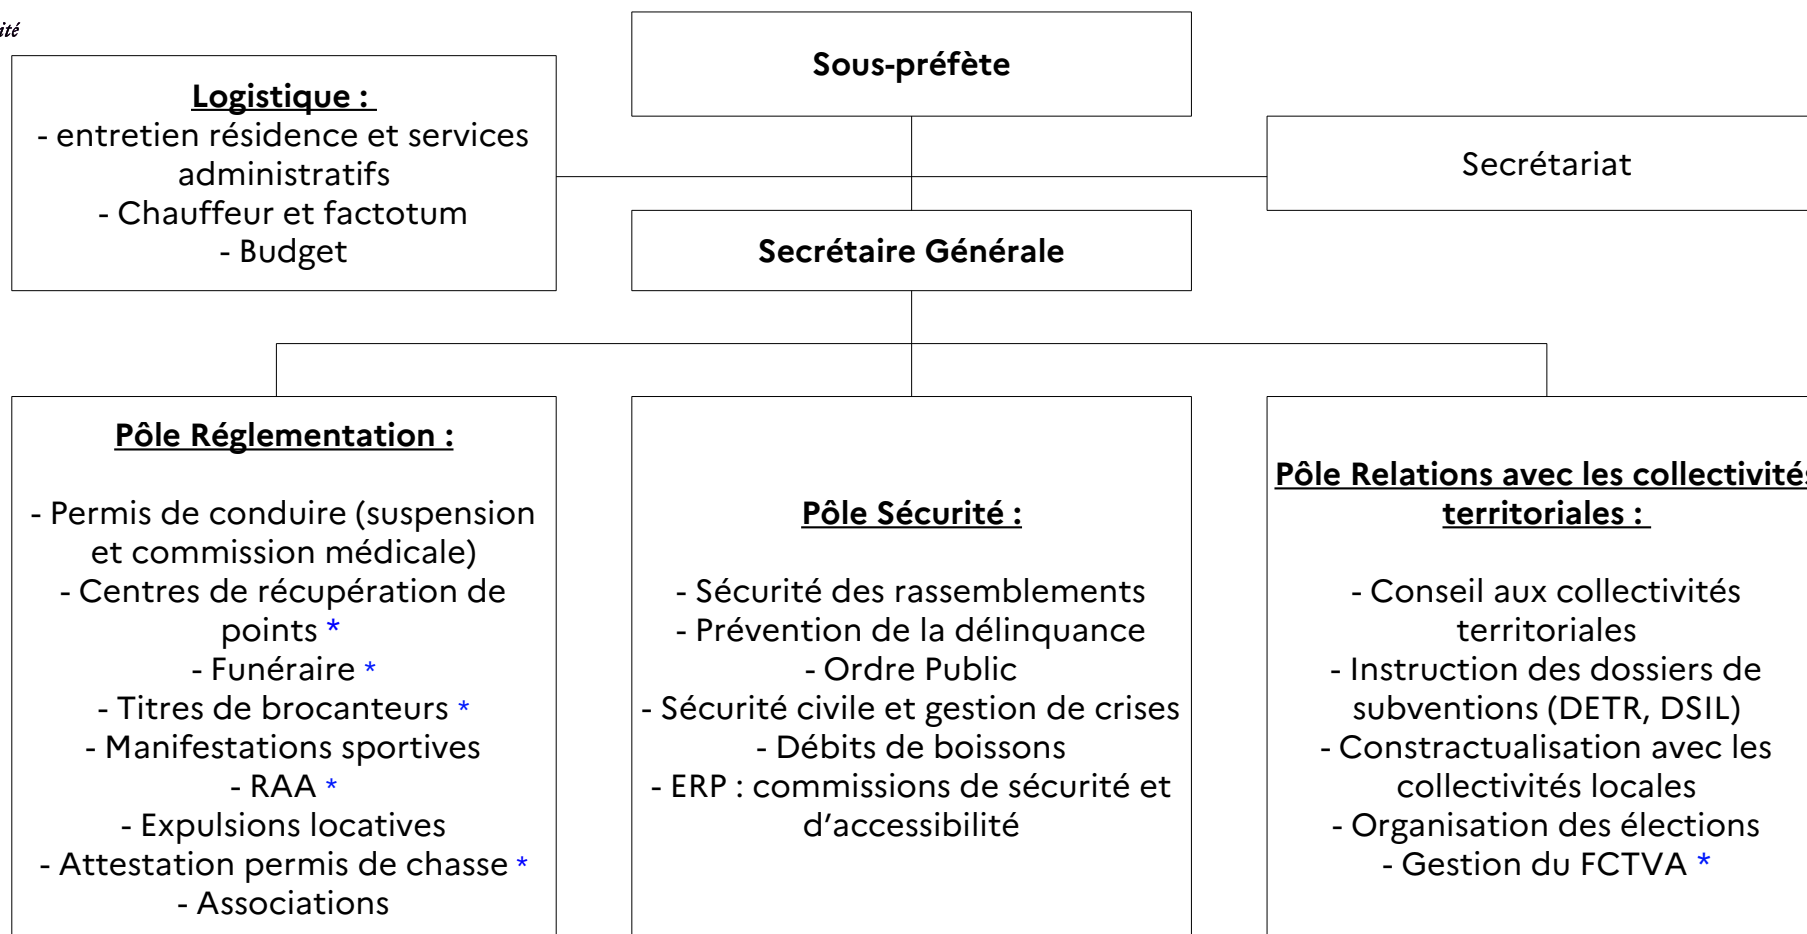 ité
Sous-préfète
Logistique :
- entretien résidence et services
administratifs
- Chauffeur et factotum
- Budget
Secrétariat
Secrétaire Générale
Pôle Réglementation :
- Permis de conduire (suspension
et commission médicale)
- Centres de récupération de
points *
- Funéraire *
- Titres de brocanteurs *
- Manifestations sportives
- RAA *
- Expulsions locatives
- Attestation permis de chasse *
- Associations
Pôle Sécurité :
- Sécurité des rassemblements
- Prévention de la délinquance
- Ordre Public
- Sécurité civile et gestion de crises
- Débits de boissons
- ERP : commissions de sécurité et
d’accessibilité
Pôle Relations avec les collectivités
territoriales :
- Conseil aux collectivités
territoriales
- Instruction des dossiers de
subventions (DETR, DSIL)
- Constractualisation avec les
collectivités locales
- Organisation des élections
- Gestion du FCTVA *